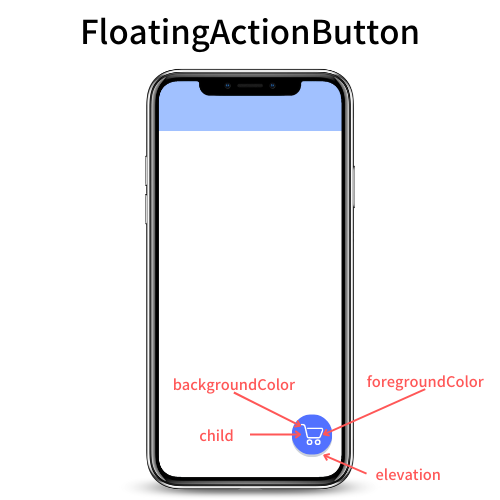 FloatingActionButton
backgroundColor
foregroundColor
child
elevation